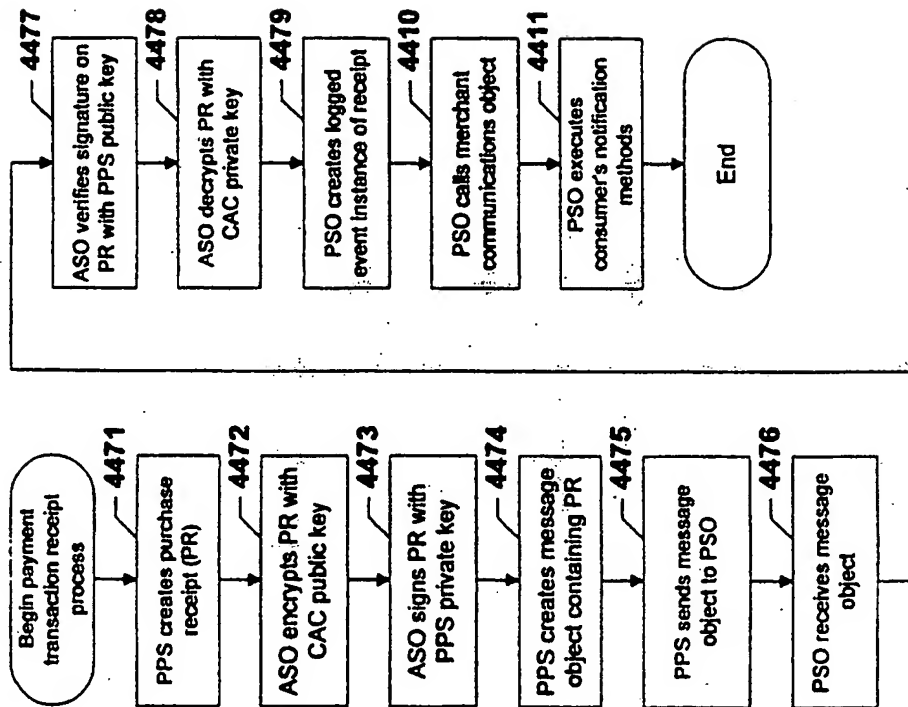 Begin payment
transaction receipt
process
4471
PPS creates purchase
receipt (PR)
4472
ASO encrypts PR with
CAC public key
4473
ASO signs PR with
PPS private key
4474
PPS creates message
object containing PR
4475
PPS sends message
object to PSO
4476
PSO receives message
object
4477
ASO verifies signature on
PR with PPS public key
4478
ASO decrypts PR with
CAC private key
4479
PSO creates logged
event instance of receipt
4410
PSO calls merchant
communications object
4411
PSO executes
consumer's notification
methods
End